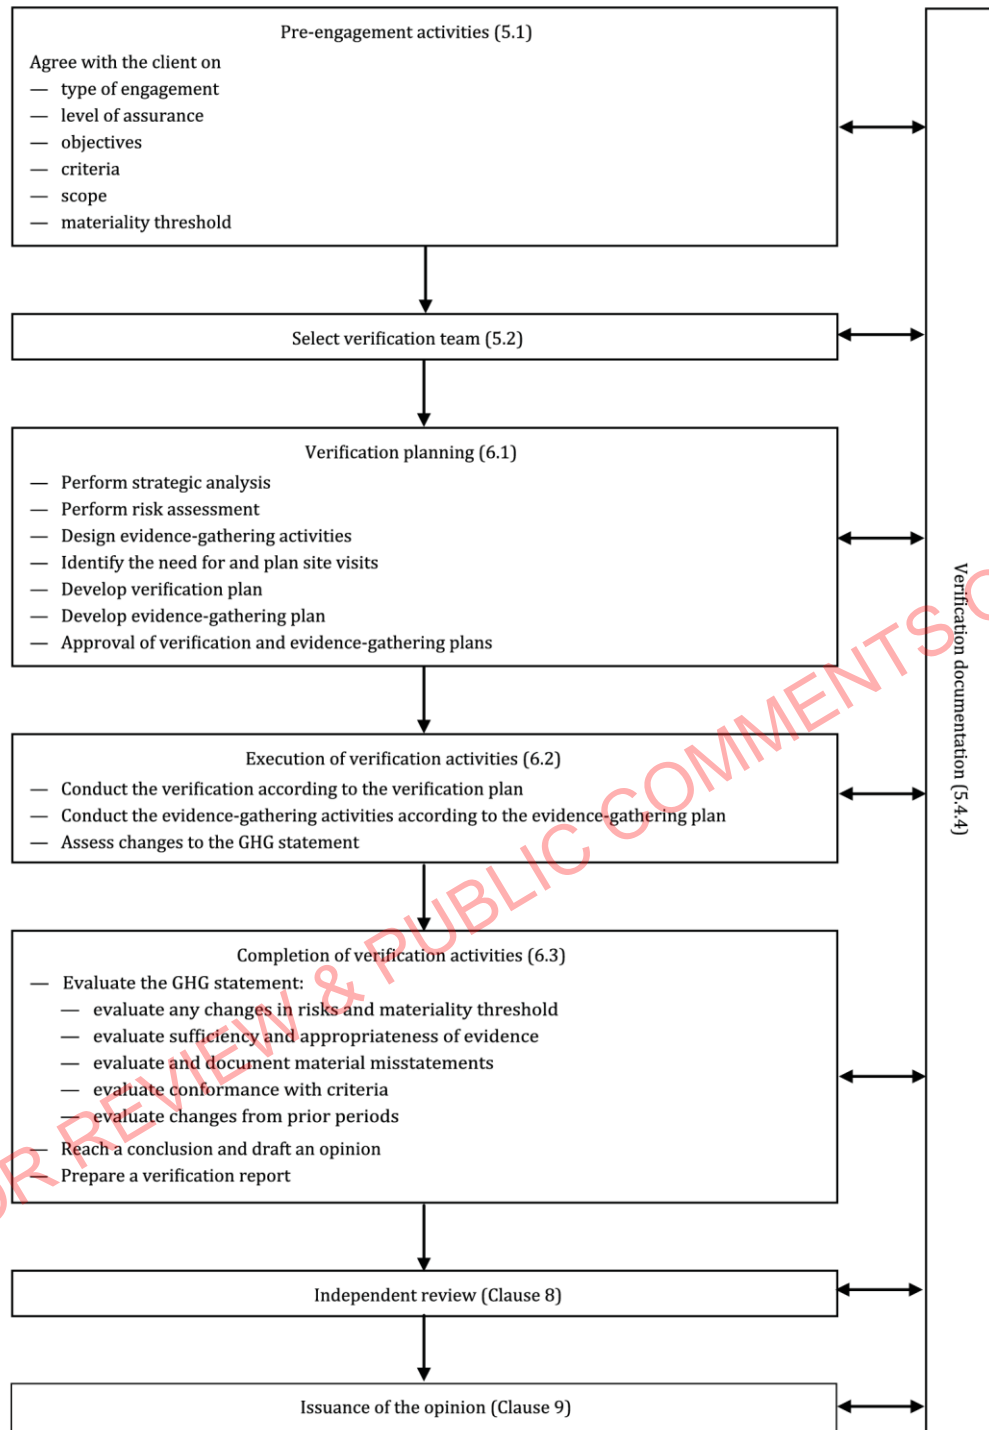 Pre-engagement activities (5.1)
Agree with the client on
— type of engagement
— level of assurance
— objectives
— criteria
— scope
— materiality threshold
Select verification team (5.2)
Verification planning (6.1)
— Perform strategic analysis
— Perform risk assessment
— Design evidence-gathering activities
— Identify the need for and plan site visits
— Develop verification plan
— Develop evidence-gathering plan
— Approval of verification and evidence-gathering plans
Execution of verification activities (6.2)
— Conduct the verification according to the verification plan
— Conduct the evidence-gathering activities according to the evidence-gathering plan
— Assess changes to the GHG statement
Completion of verification activities (6.3)
— Evaluate the GHG statement:
— evaluate any changes in risks and materiality threshold
— evaluate sufficiency and appropriateness of evidence
— evaluate and document material misstatements
— evaluate conformance with criteria
— evaluate changes from prior periods
— Reach a conclusion and draft an opinion
— Prepare a verification report
Independent review (Clause 8)
Issuance of the opinion (Clause 9)
Verification documentation (5.4.4)
REVIEW & PUBLIC COMMENTS